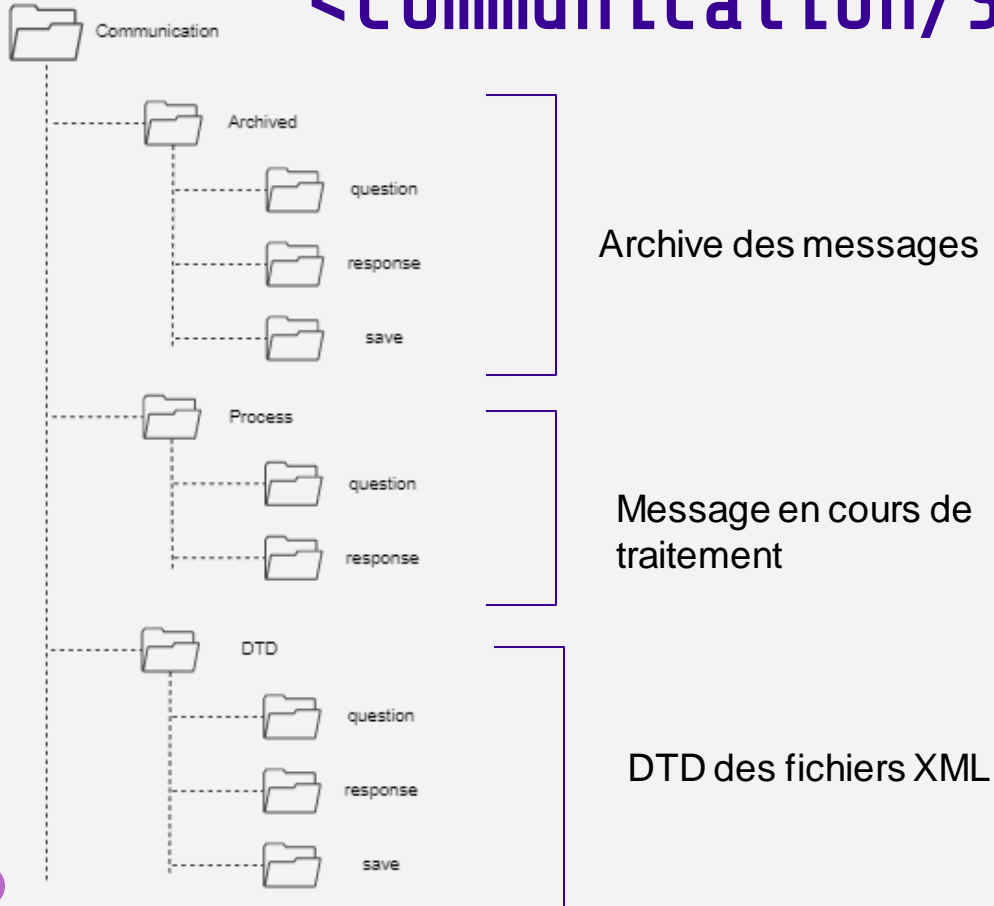 <communication/
Communication
Archived
question
response
save
Archive des messages
Process
question
response
Message en cours de
traitement
DTD
question
response
save
DTD des fichiers XML